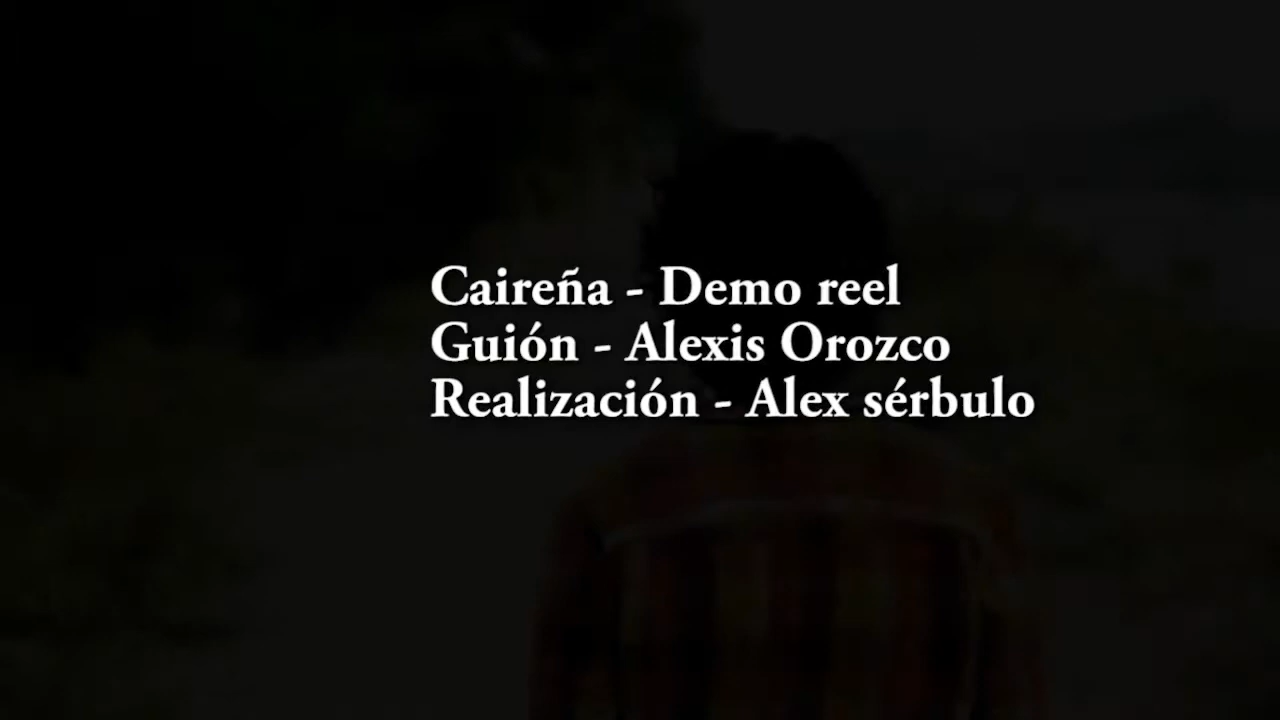 Caireña - Demo reel
Guión - Alexis Orozco
Realización - Alex sérbulo